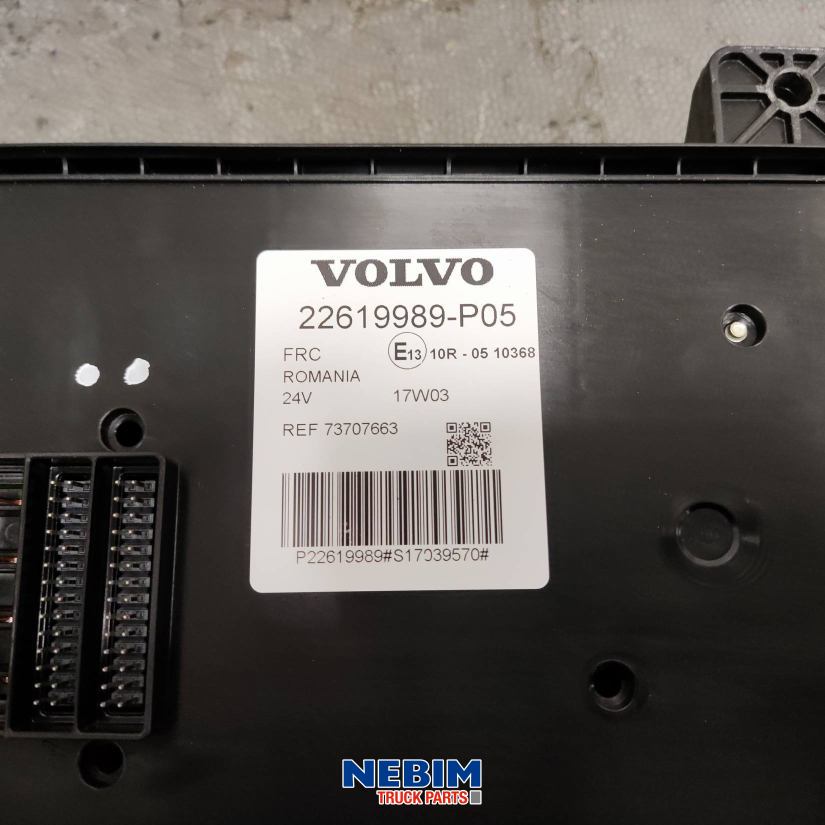 VOLVO
22619989-P05
FRC E13 10R - 05 10368
ROMANIA
24V 17W03
REF 73707663
P22619989#S17039570#
NEBIM
TRUCK PARTS